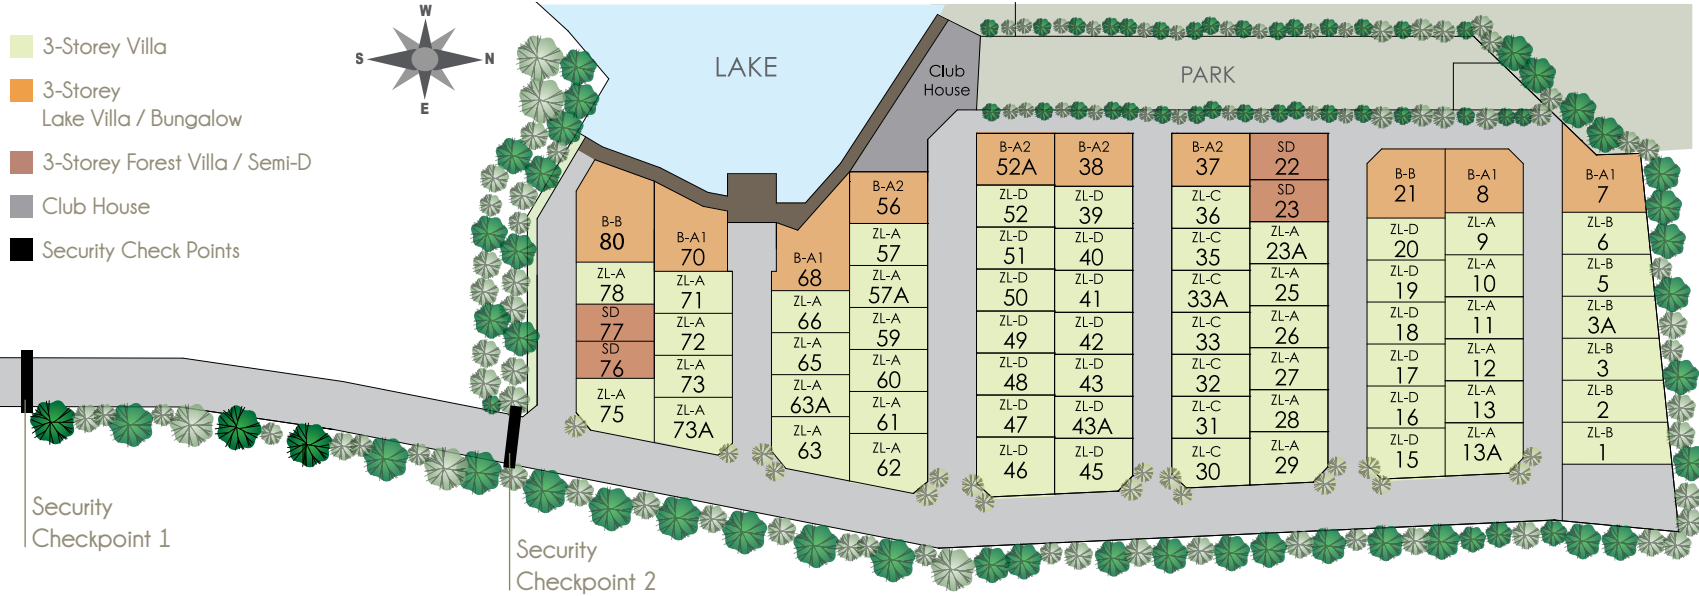 W
S N
E
3-Storey Villa
3-Storey
Lake Villa / Bungalow
3-Storey Forest Villa / Semi-D
Club House
Security Check Points
LAKE
Club
House
PARK
B-B
80
ZL-A
78
SD
77
SD
76
ZL-A
75
B-A1
70
ZL-A
71
ZL-A
72
ZL-A
73
ZL-A
73A
B-A1
68
ZL-A
66
ZL-A
65
ZL-A
63A
ZL-A
63
B-A2
56
ZL-A
57
ZL-A
57A
ZL-A
59
ZL-A
60
ZL-A
61
ZL-A
62
B-A2
52A
ZL-D
52
ZL-D
51
ZL-D
50
ZL-D
49
ZL-D
48
ZL-D
47
ZL-D
46
B-A2
38
ZL-D
39
ZL-D
40
ZL-D
41
ZL-D
42
ZL-D
43
ZL-D
43A
ZL-D
45
B-A2
37
ZL-C
36
ZL-C
35
ZL-C
33A
ZL-C
33
ZL-C
32
ZL-C
31
ZL-C
30
SD
22
SD
23
ZL-A
23A
ZL-A
25
ZL-A
26
ZL-A
27
ZL-A
28
ZL-A
29
B-B
21
ZL-D
20
ZL-D
19
ZL-D
18
ZL-D
17
ZL-D
16
ZL-D
15
B-A1
8
ZL-A
9
ZL-A
10
ZL-A
11
ZL-A
12
ZL-A
13
ZL-A
13A
B-A1
7
ZL-B
6
ZL-B
5
ZL-B
3A
ZL-B
3
ZL-B
2
ZL-B
1
Security
Checkpoint 1
Security
Checkpoint 2